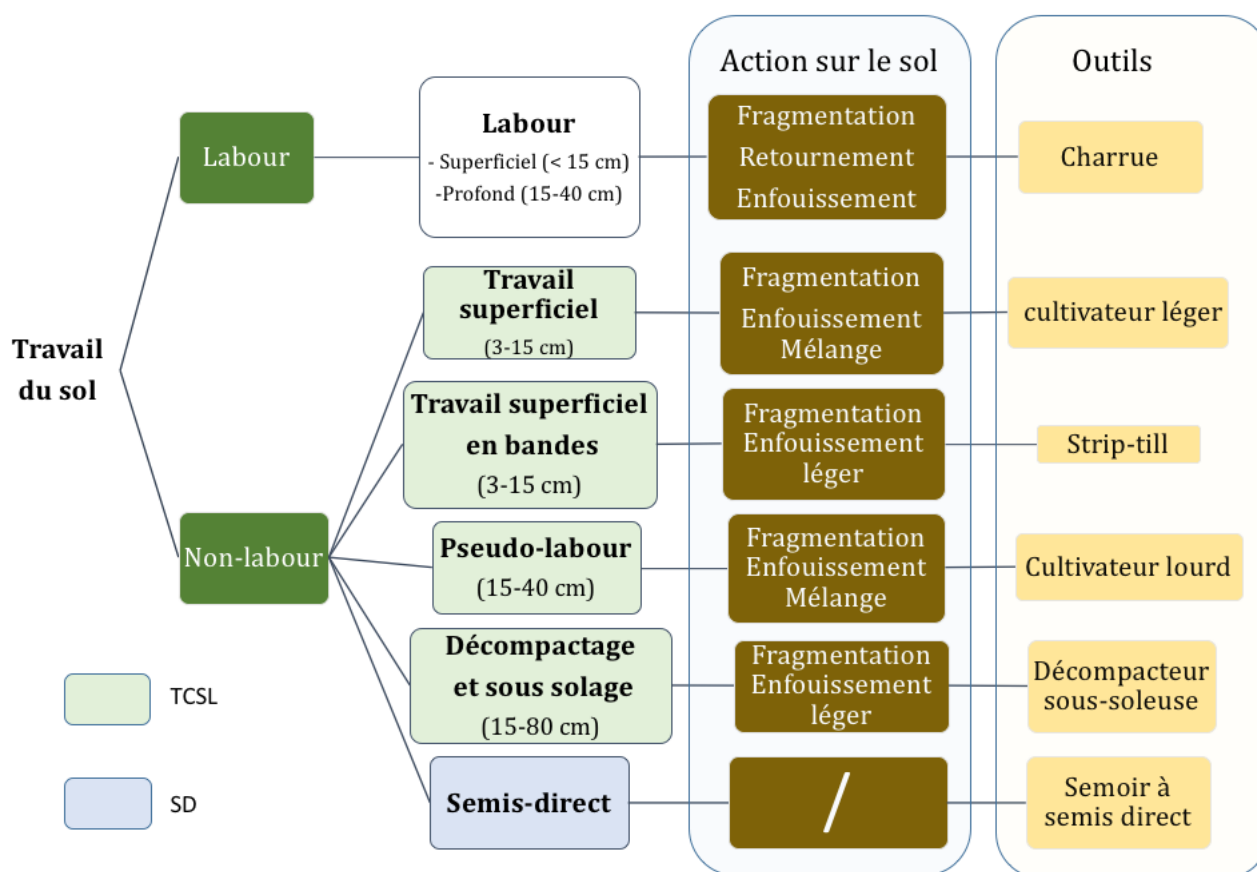 Action sur le sol
Outils
Travail
du sol
Labour
Labour
- Superficiel (< 15 cm)
-Profond (15-40 cm)
Fragmentation
Retournement
Enfouissement
Charrue
Non-labour
Travail
superficiel
(3-15 cm)
Fragmentation
Enfouissement
Mélange
cultivateur léger
Travail superficiel
en bandes
(3-15 cm)
Fragmentation
Enfouissement
léger
Strip-till
Pseudo-labour
(15-40 cm)
Fragmentation
Enfouissement
Mélange
Cultivateur lourd
Décompactage
et sous solage
(15-80 cm)
Fragmentation
Enfouissement
léger
Décompacteur
sous-soleuse
Semis-direct
/
Semoir à
semis direct
TCSL
SD